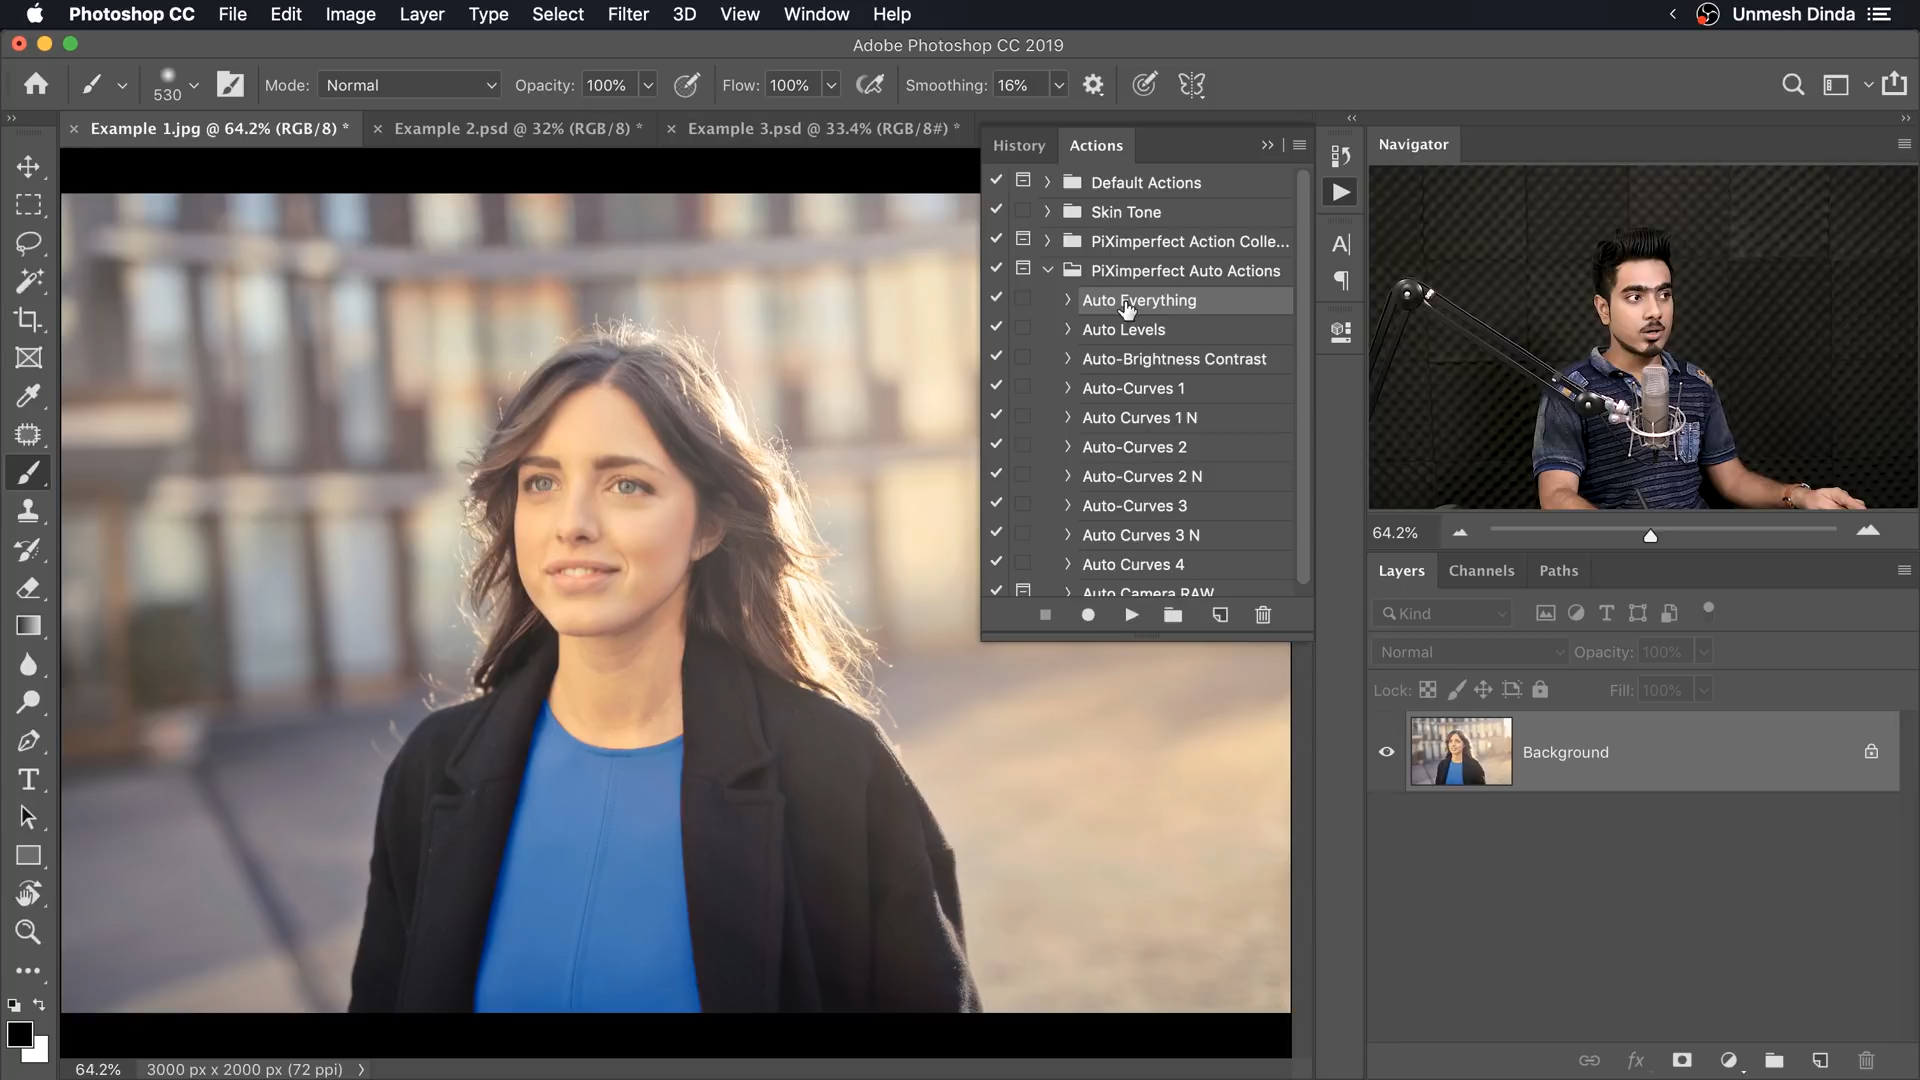 Photoshop CC File Edit Image Layer Type Select Filter 3D View Window Help Unmesh Dinda
Adobe Photoshop CC 2019
530 Mode: Normal Opacity: 100% Flow: 100% Smoothing: 16%
Example 1.jpg @ 64.2% (RGB/8) * Example 2.psd @ 32% (RGB/8) * Example 3.psd @ 33.4% (RGB/8#) *
History Actions
Default Actions
Skin Tone
PiXimperfect Action Colle...
PiXimperfect Auto Actions
Auto Everything
Auto Levels
Auto-Brightness Contrast
Auto-Curves 1
Auto Curves 1 N
Auto-Curves 2
Auto-Curves 2 N
Auto-Curves 3
Auto Curves 3 N
Auto Curves 4
Auto Camera RAW
Navigator
64.2%
Layers Channels Paths
Kind
Normal Opacity: 100%
Lock: Fill: 100%
Background
64.2% 3000 px x 2000 px (72 ppi)